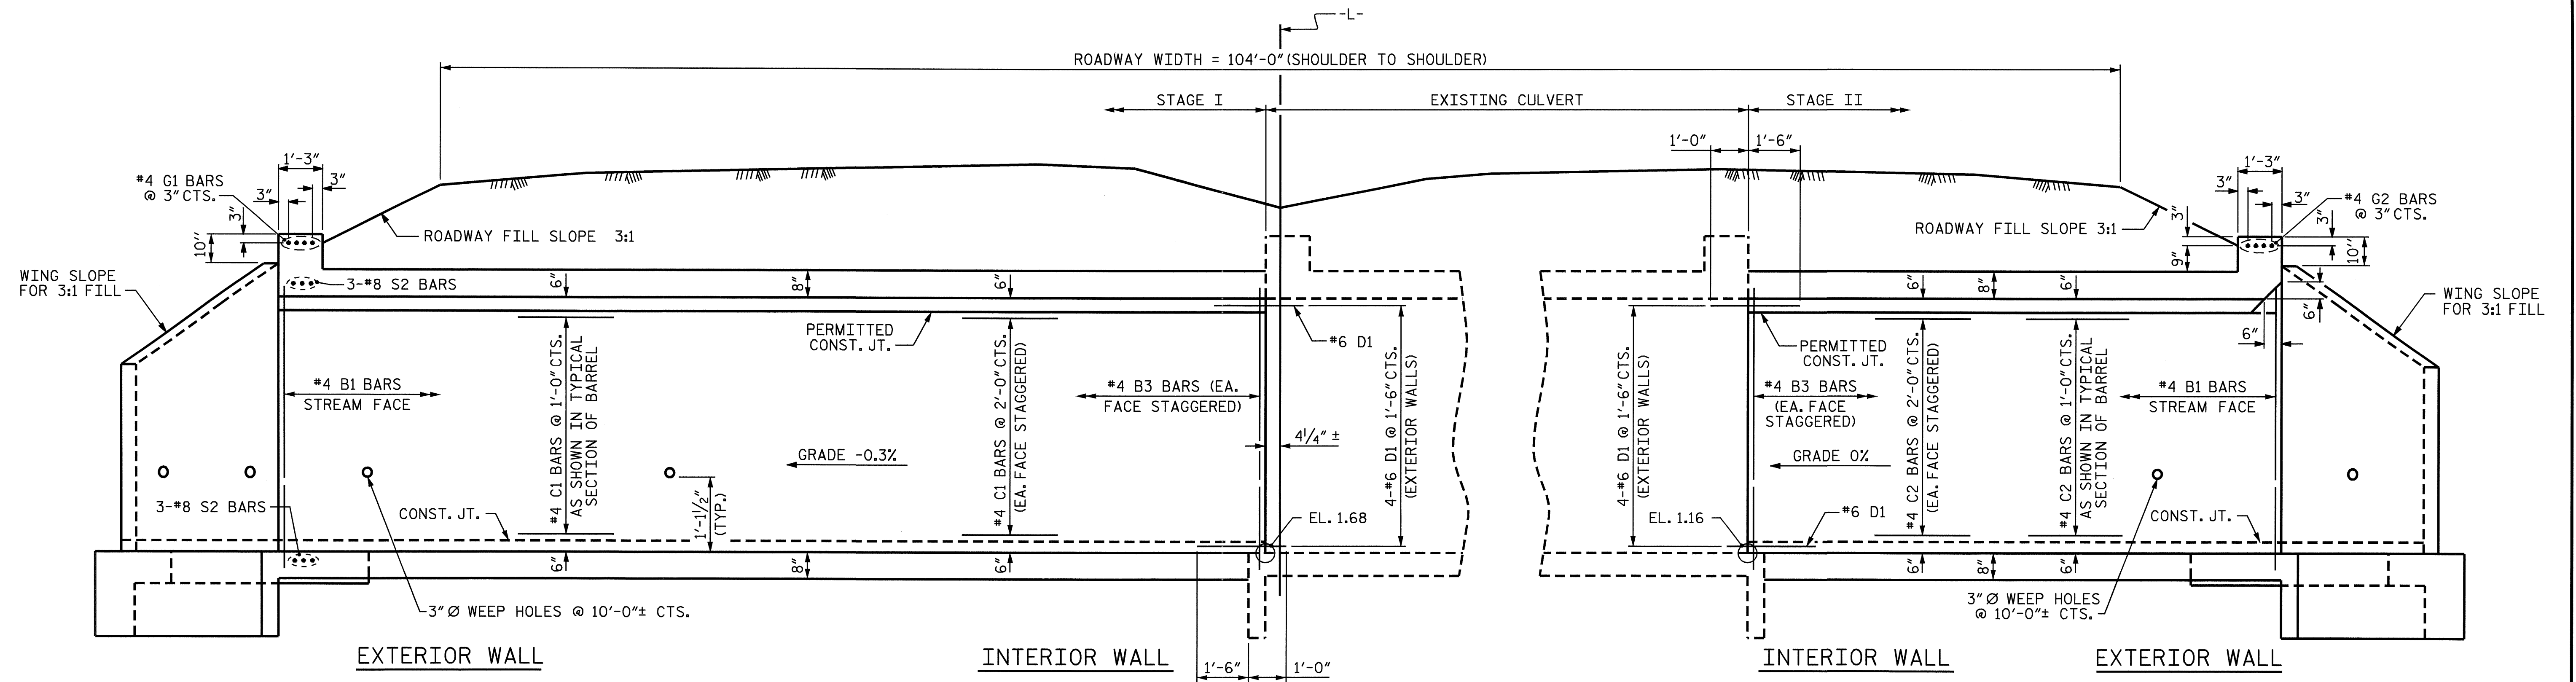 -L-
ROADWAY WIDTH = 104'-0" (SHOULDER TO SHOULDER)
STAGE I
EXISTING CULVERT
STAGE II
1'-0"
1'-6"
1'-3"
#4 G1 BARS
@ 3" CTS.
3"
3"
3"
10"
ROADWAY FILL SLOPE 3:1
WING SLOPE
FOR 3:1 FILL
3-#8 S2 BARS
6"
8"
6"
PERMITTED
CONST. JT.
#6 D1
#4 B1 BARS
STREAM FACE
#4 C1 BARS @ 1'-0" CTS.
AS SHOWN IN TYPICAL
SECTION OF BARREL
#4 C1 BARS @ 2'-0" CTS.
(EA. FACE STAGGERED)
#4 B3 BARS (EA.
FACE STAGGERED)
4-#6 D1 @ 1'-6" CTS.
(EXTERIOR WALLS)
4 1/4" ±
GRADE -0.3%
1'-1 1/2"
(TYP.)
3-#8 S2 BARS
CONST. JT.
EL. 1.68
6"
8"
6"
3" Ø WEEP HOLES @ 10'-0"± CTS.
EXTERIOR WALL
INTERIOR WALL
1'-6"
1'-0"
1'-3"
3"
3"
#4 G2 BARS
@ 3" CTS.
3"
9"
3"
10"
ROADWAY FILL SLOPE 3:1
WING SLOPE
FOR 3:1 FILL
6"
8"
6"
6"
6"
4-#6 D1 @ 1'-6" CTS.
(EXTERIOR WALLS)
PERMITTED
CONST. JT.
#4 B3 BARS
(EA. FACE
STAGGERED)
#4 C2 BARS @ 2'-0" CTS.
(EA. FACE STAGGERED)
#4 C2 BARS @ 1'-0" CTS.
AS SHOWN IN TYPICAL
SECTION OF BARREL
#4 B1 BARS
STREAM FACE
GRADE 0%
EL. 1.16
#6 D1
CONST. JT.
6"
8"
6"
3" Ø WEEP HOLES
@ 10'-0"± CTS.
INTERIOR WALL
EXTERIOR WALL